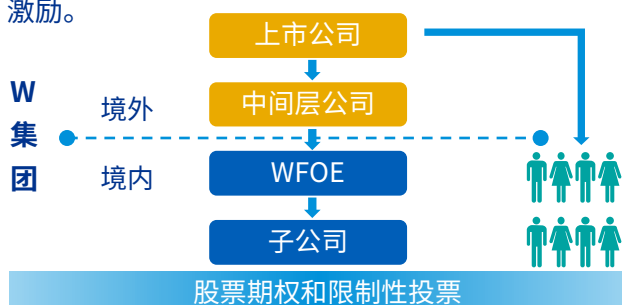 激励。
上市公司
W
集
团
境外
中间层公司
境内
WFOE
子公司
股票期权和限制性投票